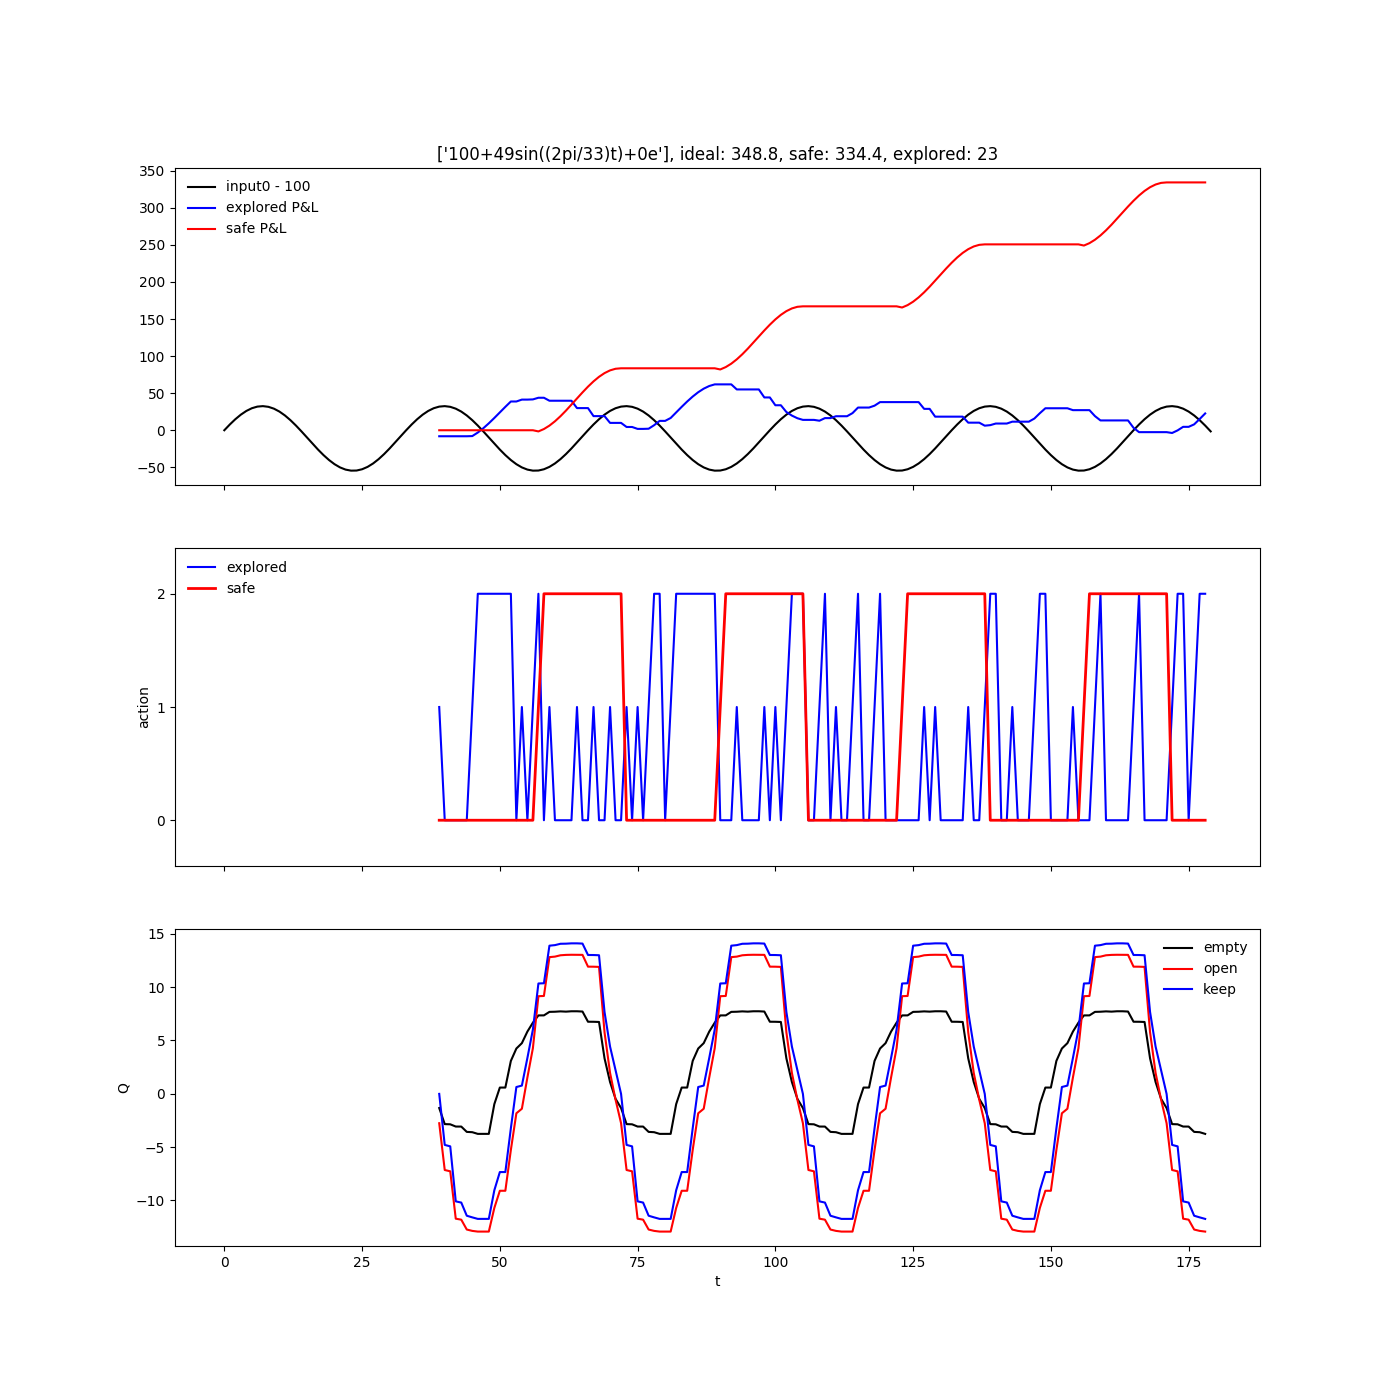 ['100+49sin((2pi/33)t)+0e'], ideal: 348.8, safe: 334.4, explored: 23
350
300
250
200
150
100
50
0
−50
input0 - 100
explored P&L
safe P&L
action
2
1
0
explored
safe
Q
15
10
5
0
−5
−10
empty
open
keep
0 25 50 75 100 125 150 175
t